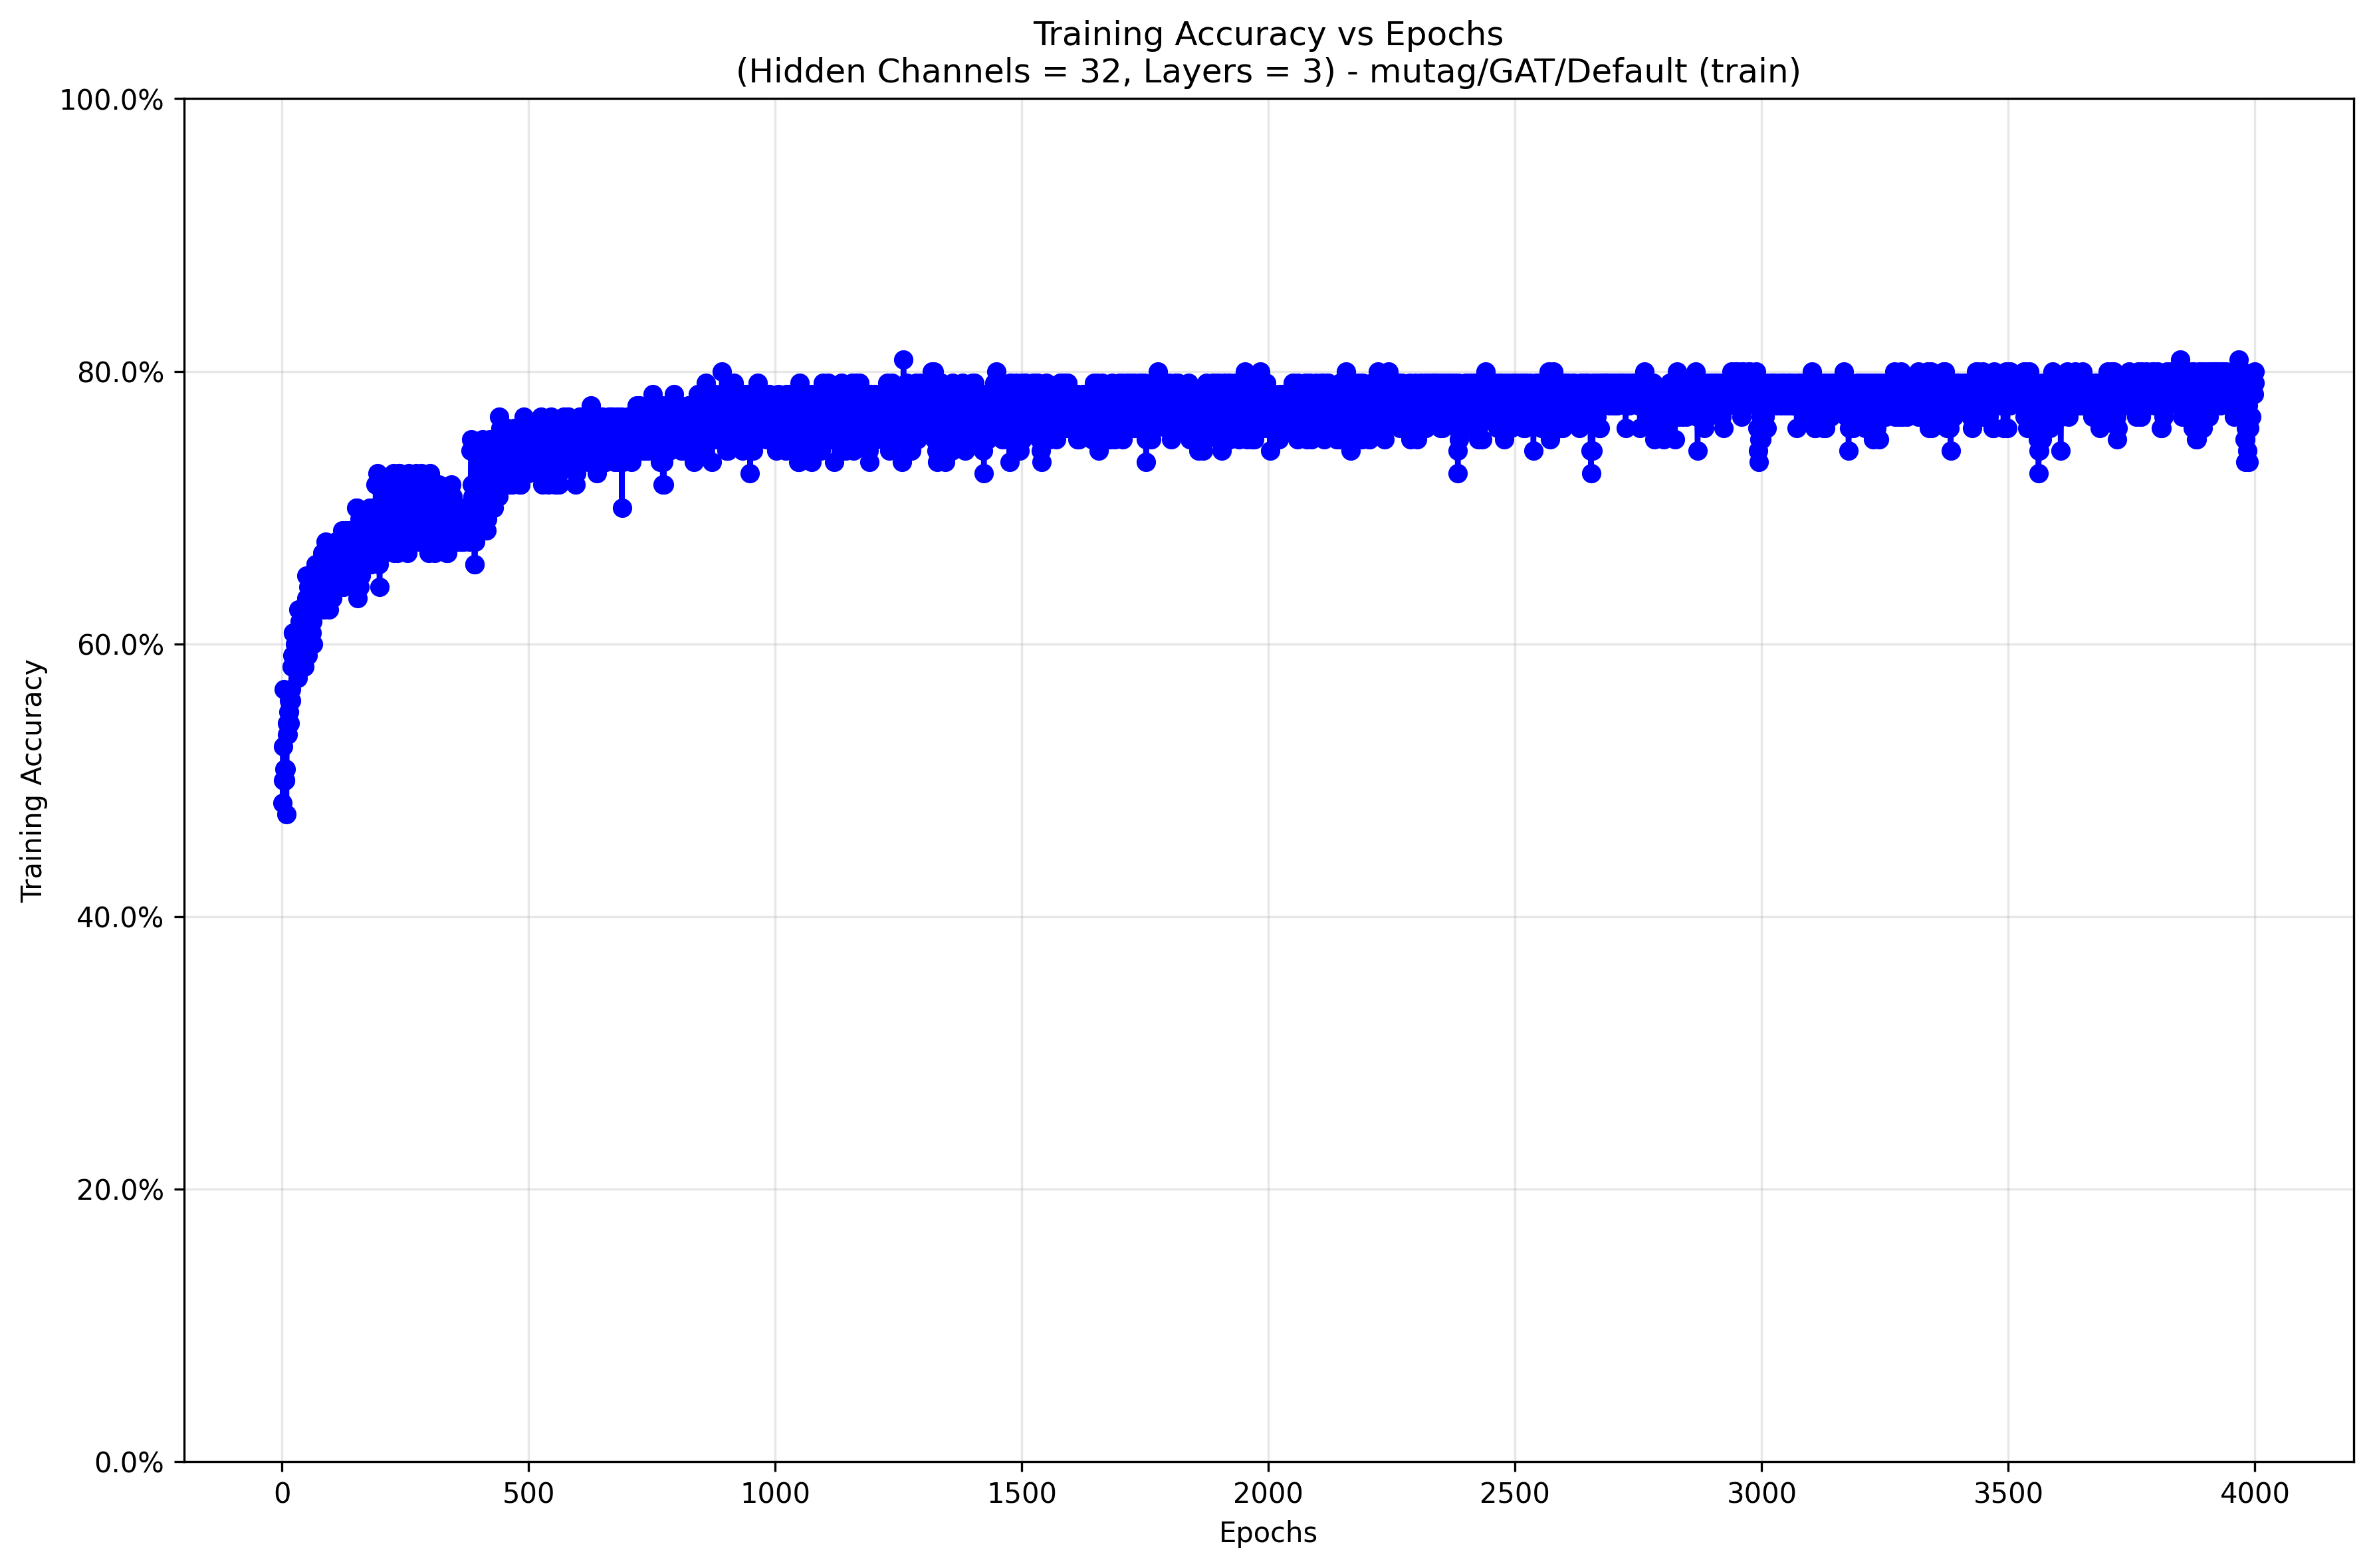 Training Accuracy vs Epochs
(Hidden Channels = 32, Layers = 3) - mutag/GAT/Default (train)
100.0%
80.0%
60.0%
40.0%
20.0%
0.0%
Training Accuracy
0 500 1000 1500 2000 2500 3000 3500 4000
Epochs